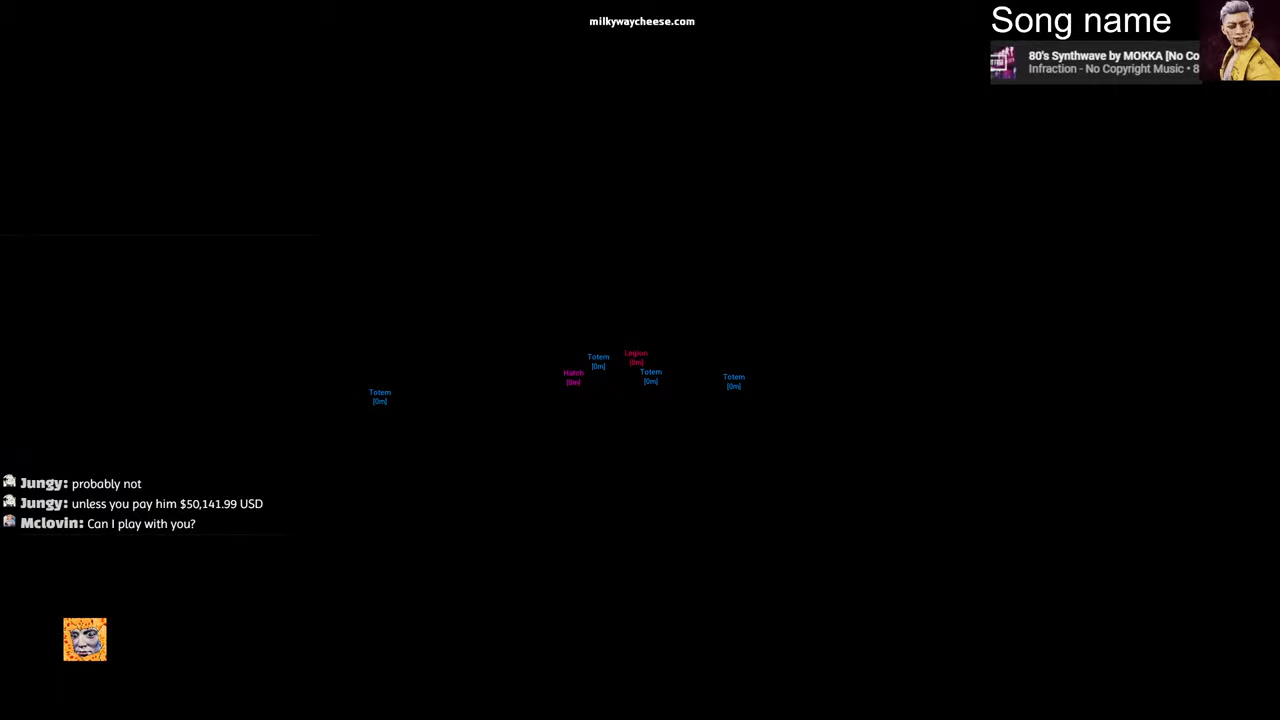 milkywaycheese.com
Song name
80's Synthwave by MOKKA [No Co
Infraction - No Copyright Music • 8
Legion
[0m]
Totem
[0m]
Hatch
[0m]
Totem
[0m]
Totem
[0m]
Totem
[0m]
Jungy: probably not
Jungy: unless you pay him $50,141.99 USD
Mclovin: Can I play with you?